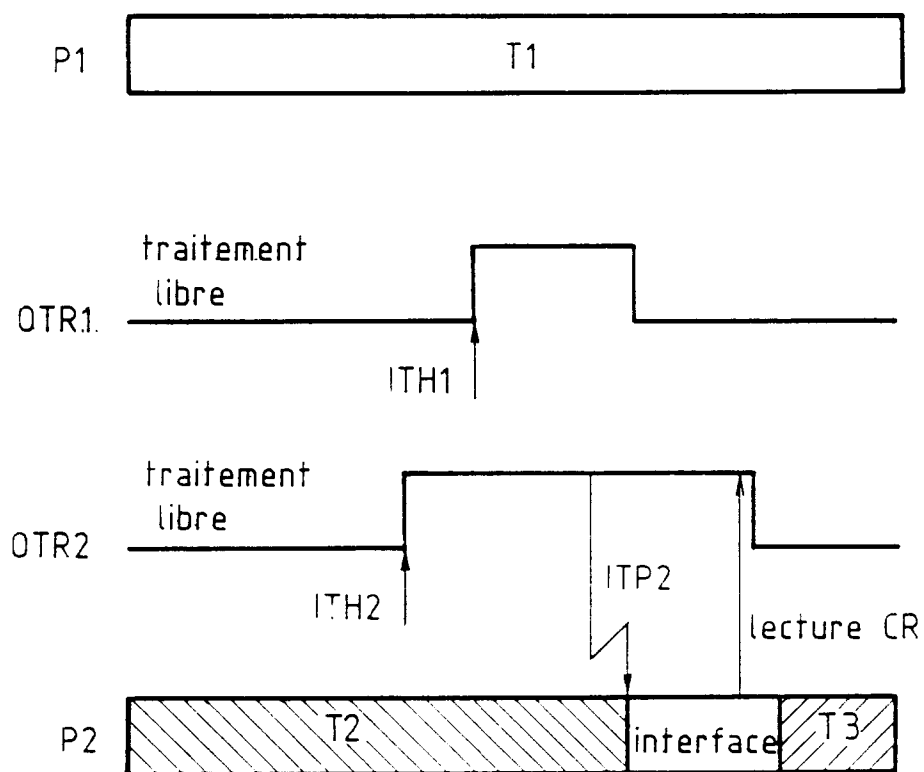 P1
T1
traitement
libre
OTR1.
ITH1
traitement
libre
OTR2
ITH2
ITP2
lecture CR
P2
T2
interface
T3